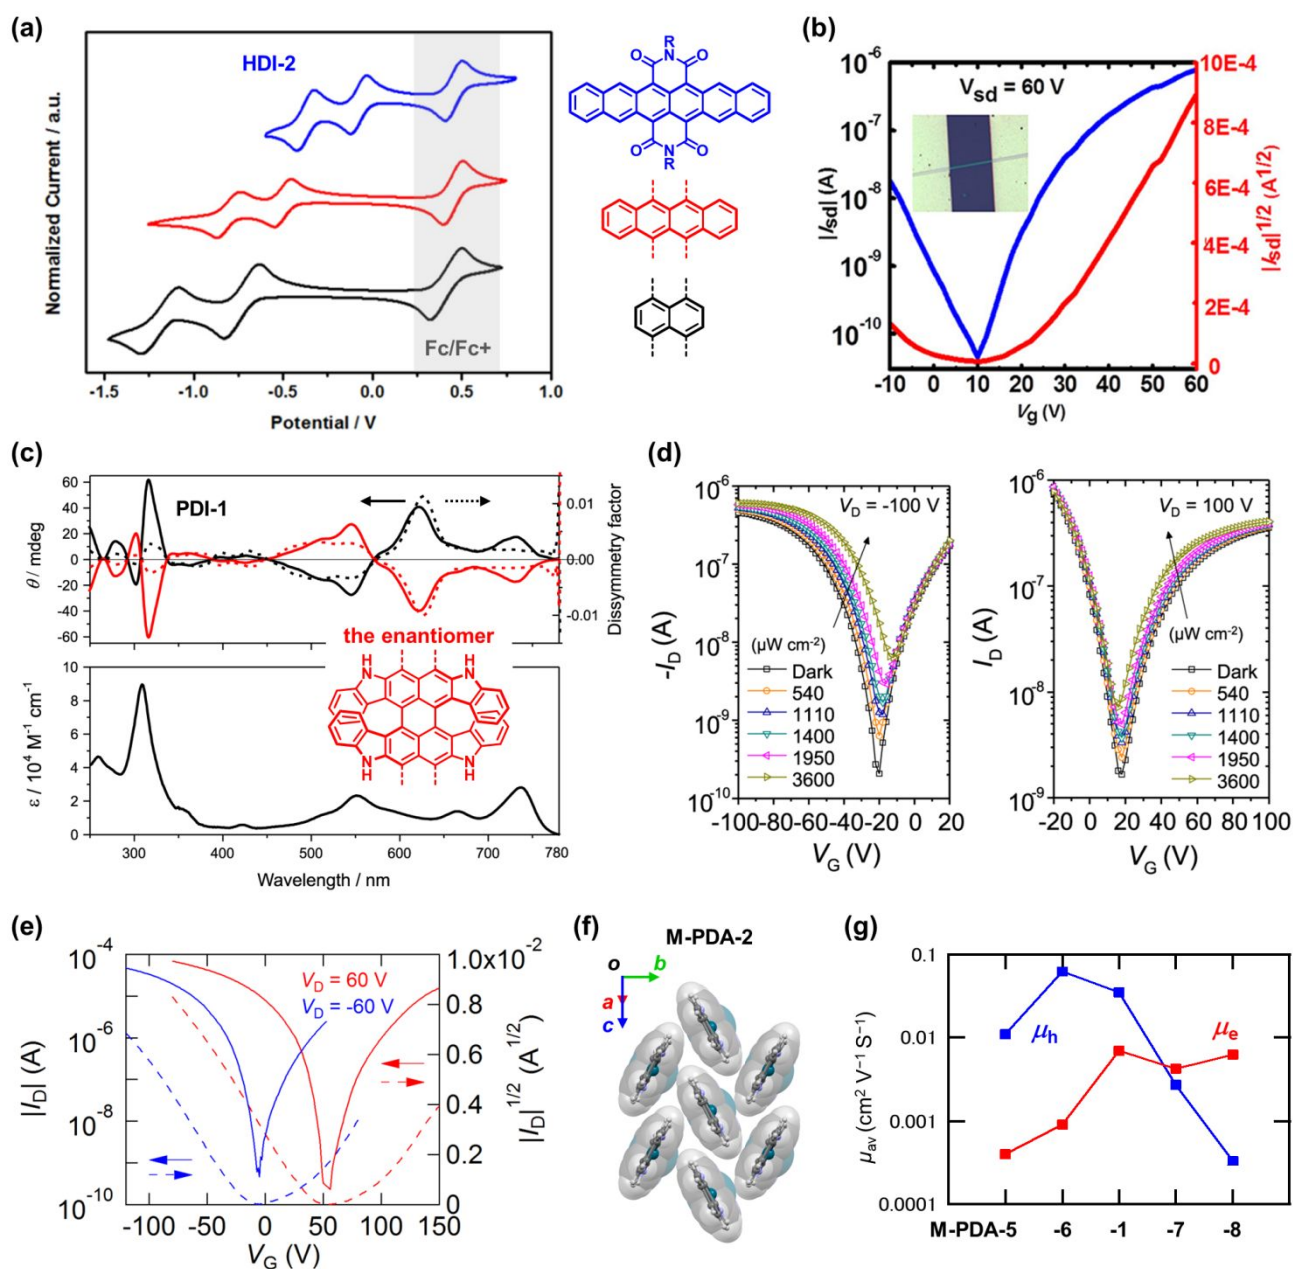 (a)
HDI-2
Normalized Current / a.u.
Fc/Fc+
-1.5 -1.0 -0.5 0.0 0.5 1.0
Potential / V
R
O N O
O N O
R
(b)
10⁻⁶
10⁻⁷
10⁻⁸
10⁻⁹
10⁻¹⁰
|Isd| (A)
Vsd = 60 V
10E-4
8E-4
6E-4
4E-4
2E-4
0
|Isd|^1/2 (A^1/2)
-10 0 10 20 30 40 50 60
Vg (V)
(c)
60
40
20
0
-20
-40
-60
θ / mdeg
PDI-1
0.01
0.00
-0.01
Dissymmetry factor
the enantiomer
H H
N N
N N
H H
10
8
6
4
2
0
ε / 10⁴ M⁻¹ cm⁻¹
300 400 500 600 700 780
Wavelength / nm
(d)
10⁻⁶
10⁻⁷
10⁻⁸
10⁻⁹
10⁻¹⁰
-ID (A)
VD = -100 V
(μW cm-2)
Dark
540
1110
1400
1950
3600
-100-80-60-40-20 0 20
VG (V)
10⁻⁶
10⁻⁷
10⁻⁸
10⁻⁹
ID (A)
VD = 100 V
(μW cm-2)
Dark
540
1110
1400
1950
3600
-20 0 20 40 60 80 100
VG (V)
(e)
10⁻⁴
10⁻⁶
10⁻⁸
10⁻¹⁰
|ID| (A)
VD = 60 V
VD = -60 V
1.0x10⁻²
0.8
0.6
0.4
0.2
0
|ID|^1/2 (A^1/2)
-100 -50 0 50 100 150
VG (V)
(f)
M-PDA-2
o b
a
c
(g)
0.1
0.01
0.001
0.0001
μav (cm² V⁻¹ S⁻¹)
μh
μe
M-PDA-5 -6 -1 -7 -8